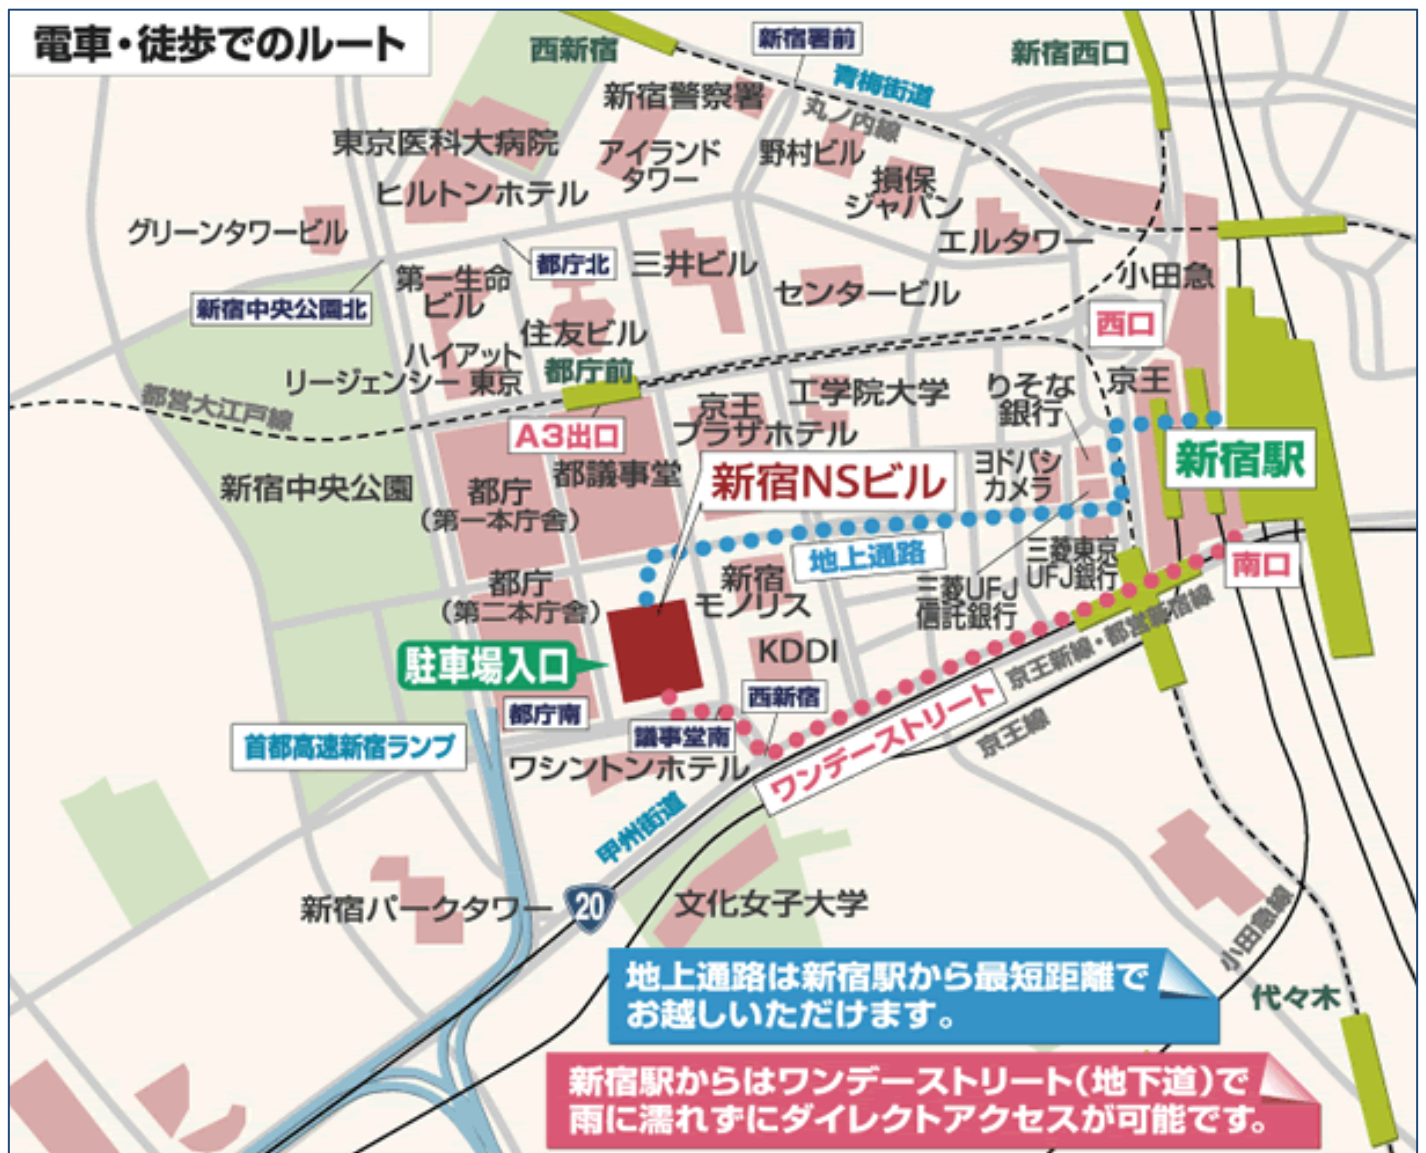 電車・徒歩でのルート
西新宿
新宿署前
新宿西口
青梅街道
新宿警察署
丸ノ内線
東京医科大病院
アイランド
タワー
野村ビル
損保
ジャパン
ヒルトンホテル
グリーンタワービル
エルタワー
都庁北
三井ビル
小田急
第一生命
ビル
センタービル
新宿中央公園北
西口
住友ビル
ハイアット
リージェンシー 東京
都庁前
京王
工学院大学
りそな
銀行
都営大江戸線
京王
プラザホテル
A3出口
新宿駅
都議事堂
新宿NSビル
ヨドバシ
カメラ
新宿中央公園
都庁
（第一本庁舎）
地上通路
三菱東京
UFJ銀行
南口
新宿
モノリス
都庁
（第二本庁舎）
三菱UFJ
信託銀行
京王新線・都営新宿線
KDDI
駐車場入口
西新宿
都庁南
議事堂南
ワンデーストリート
京王線
首都高速新宿ランプ
ワシントンホテル
甲州街道
新宿パークタワー
20
文化女子大学
小田急線
代々木
地上通路は新宿駅から最短距離で
お越しいただけます。
新宿駅からはワンデーストリート（地下道）で
雨に濡れずにダイレクトアクセスが可能です。